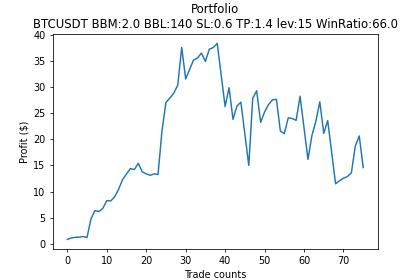 Portfolio
BTCUSDT BBM:2.0 BBL:140 SL:0.6 TP:1.4 lev:15 WinRatio:66.0
40
35
30
25
20
15
10
5
0
Profit ($)
0 10 20 30 40 50 60 70
Trade counts